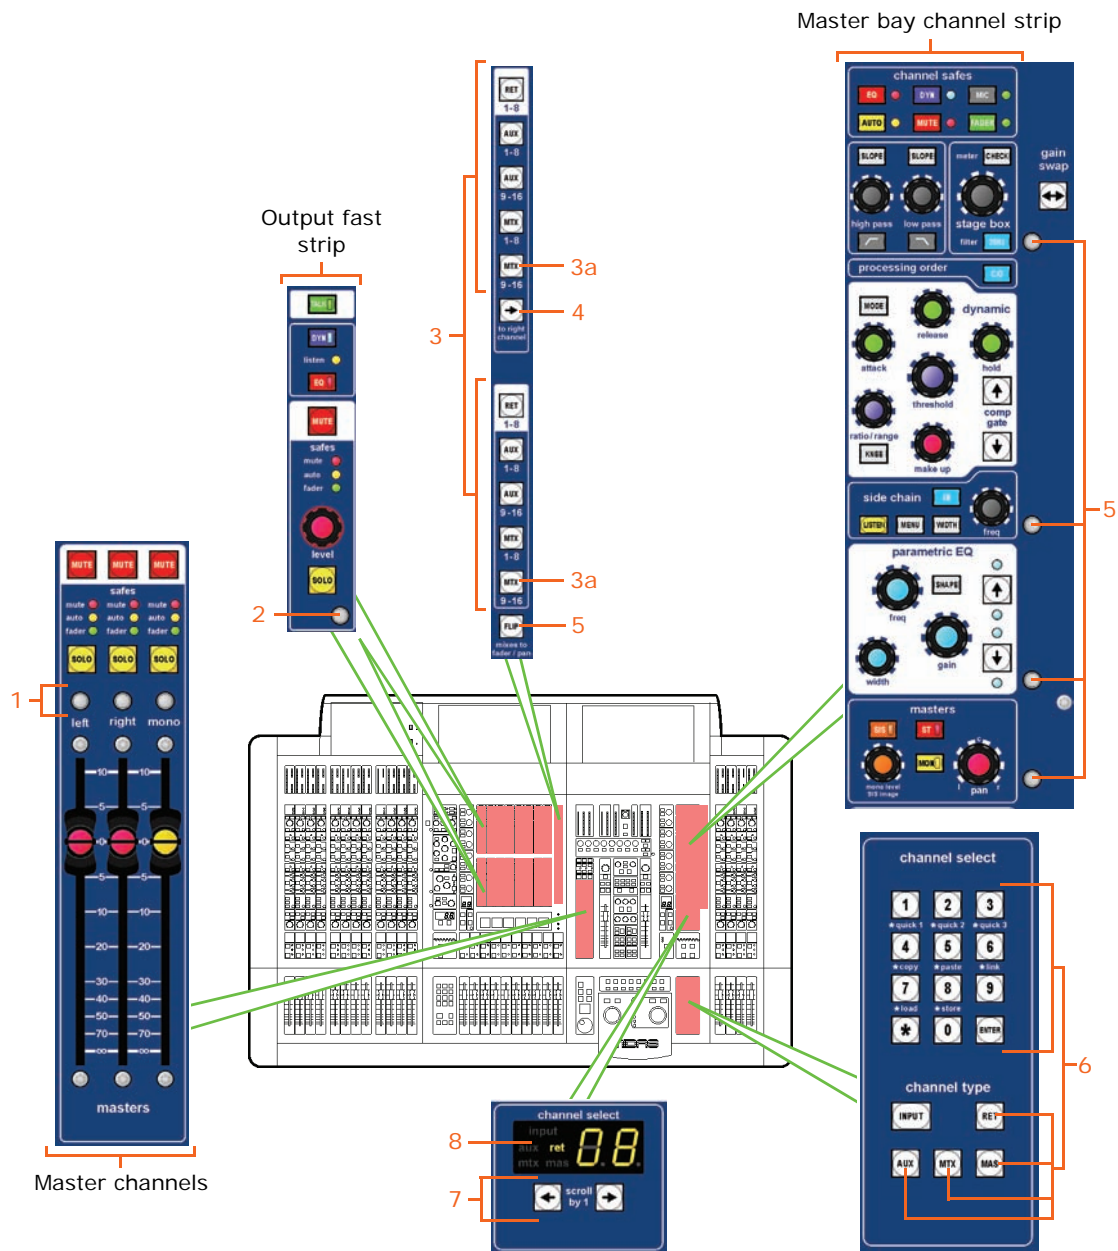 Master bay channel strip
channel safes
EQ DYN MIC
AUTO MUTE FADER
SLOPE SLOPE meter CHECK
gain
swap
high pass low pass stage box
filter
processing order
MODE dynamic
release
attack hold
threshold
comp
gate
ratio/range
KNEE
make up
side chain
LISTEN MENU WIDTH
freq
parametric EQ
SHAPE
freq
gain
width
masters
SIS ST
MON
mono level
SIS image
l c r
pan
5
RET
1-8
AUX
1-8
AUX
9-16
MTX
1-8
MTX
9-16
3a
4
to right
channel
3
RET
1-8
AUX
1-8
AUX
9-16
MTX
1-8
MTX
9-16
3a
FLIP
5
mixes to
fader / pan
Output fast
strip
TALK
DYN
listen
EQ
MUTE
safes
mute
auto
fader
level
SOLO
2
MUTE MUTE MUTE
safes
mute mute mute
auto auto auto
fader fader fader
SOLO SOLO SOLO
1
left right mono
10 10
5 5
0 0
5 5
10 10
20 20
30 30
40 40
50 50
70 70
∞ ∞
masters
Master channels
MIDAS
channel select
input
aux ret
mtx mas
08
8
7
scroll
by 1
channel select
1 2 3
★quick 1 ★quick 2 ★quick 3
4 5 6
★copy ★paste ★link
7 8 9
★load ★store
* 0 ENTER
6
channel type
INPUT RET
AUX MTX MAS